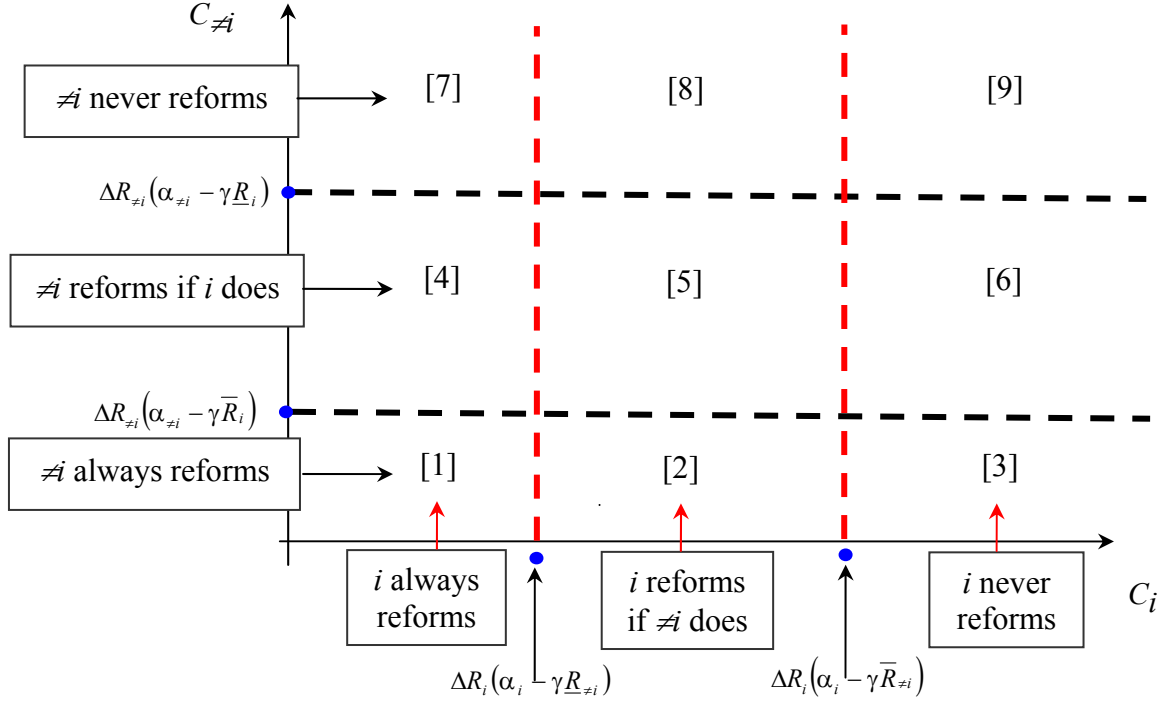 C≠i
≠i never reforms
[7] [8] [9]
ΔR≠i(α≠i − γR̲i)
≠i reforms if i does
[4] [5] [6]
ΔR≠i(α≠i − γR̅i)
≠i always reforms
[1] [2] [3]
i always
reforms
i reforms
if ≠i does
i never
reforms
Ci
ΔRi(αi − γR̲≠i)
ΔRi(αi − γR̅≠i)